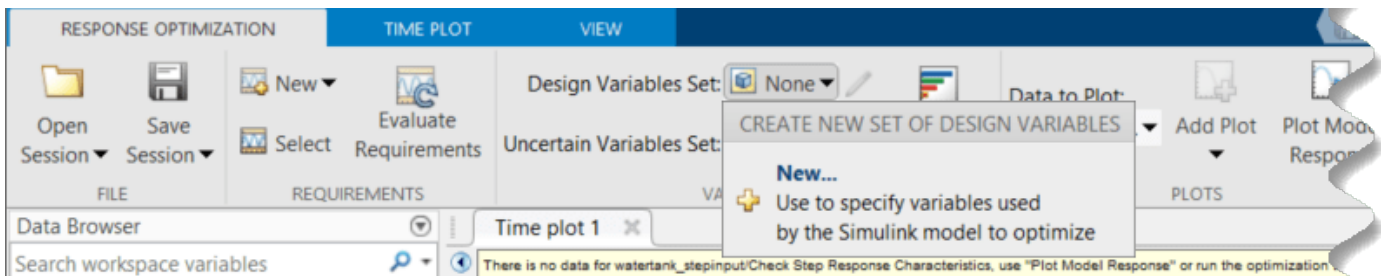 RESPONSE OPTIMIZATION TIME PLOT VIEW
New Design Variables Set: None
Data to Plot:
Open Session Save Session Select Evaluate Requirements Uncertain Variables Set: Add Plot Plot
CREATE NEW SET OF DESIGN VARIABLES
New...
Use to specify variables used
by the Simulink model to optimize
FILE REQUIREMENTS PLOTS
Data Browser Time plot 1
Search workspace variables There is no data for watertank_stepinput/Check Step Response Characteristics, use "Plot Model Response" or run the optimization